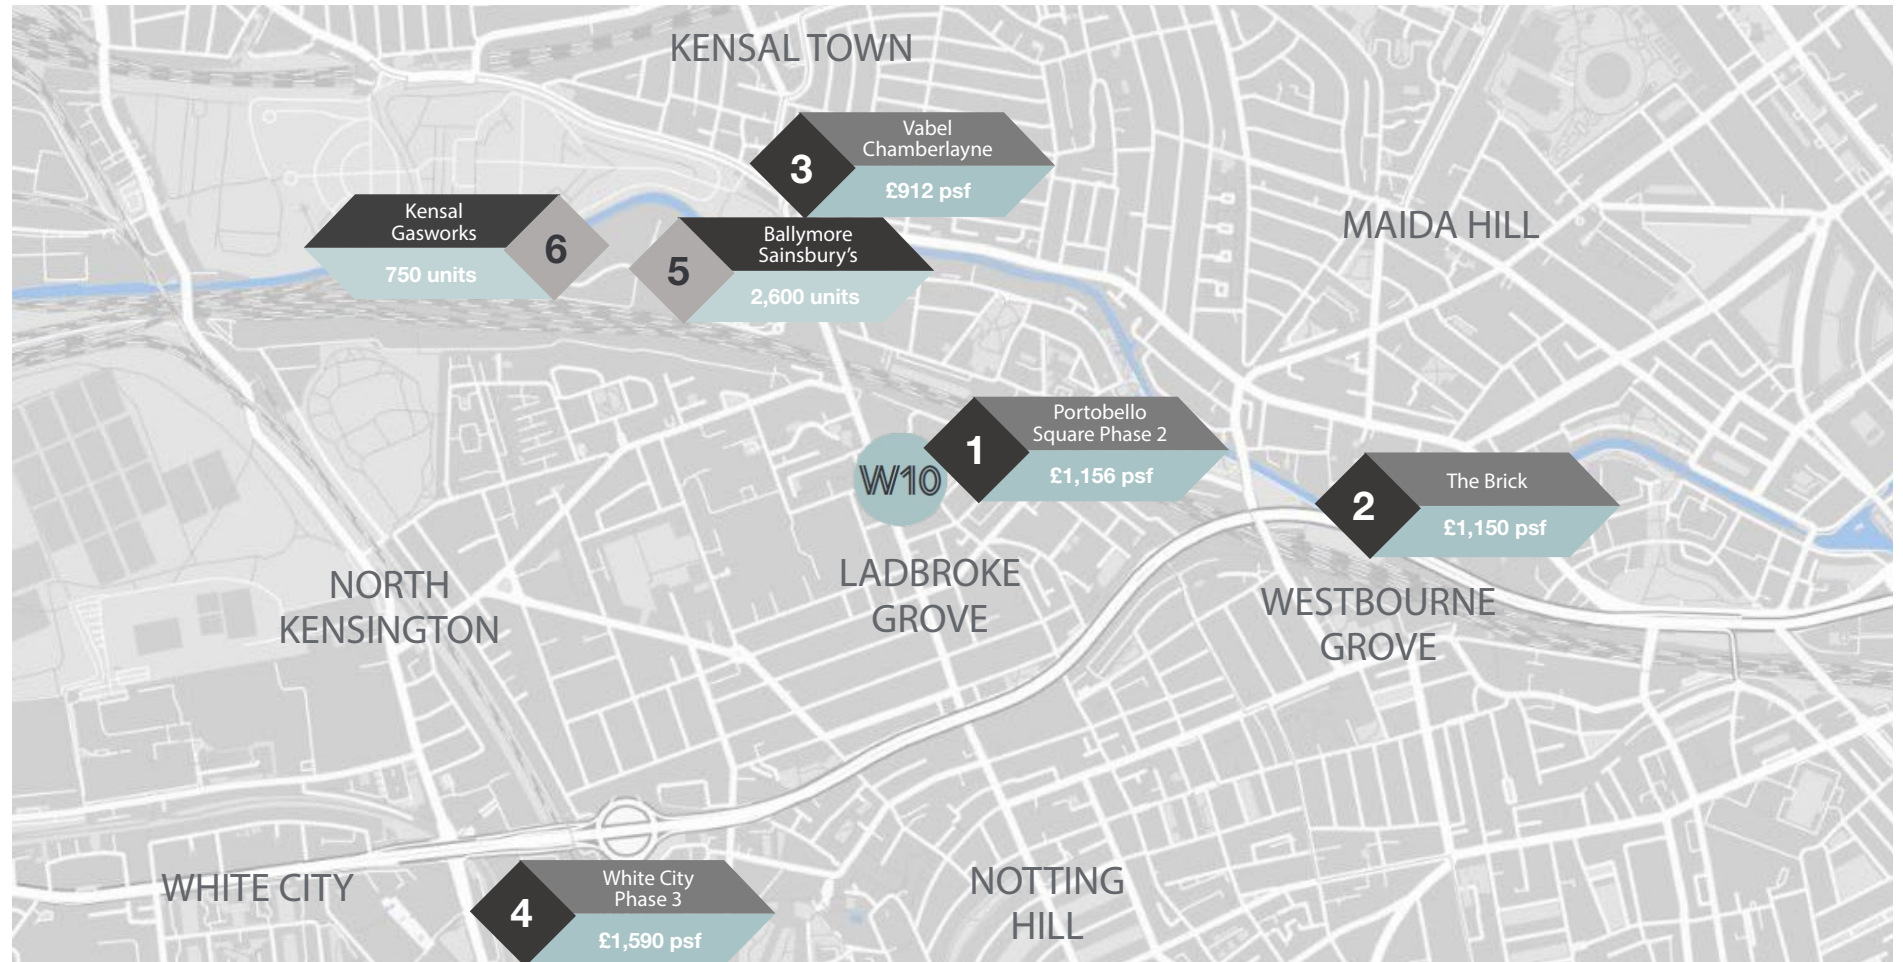 KENSAL TOWN
3
Vabel
Chamberlayne
£912 psf
Kensal
Gasworks
750 units
6
5
Ballymore
Sainsbury's
2,600 units
MAIDA HILL
W10
1
Portobello
Square Phase 2
£1,156 psf
2
The Brick
£1,150 psf
NORTH
KENSINGTON
LADBROKE
GROVE
WESTBOURNE
GROVE
WHITE CITY
4
White City
Phase 3
£1,590 psf
NOTTING
HILL